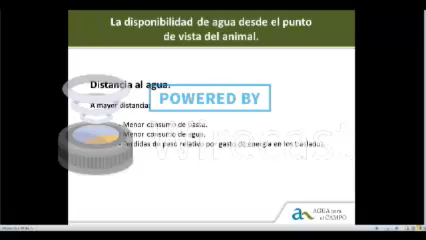 La disponibilidad de agua desde el punto
de vista del animal.
Distancia al agua.
POWERED BY
A mayor distancia:
- Menor consumo de pasto.
- Menor consumo de agua.
- Perdidas de peso relativo por gasto de energía en los traslados.
wirecast
AGUA para
el CAMPO